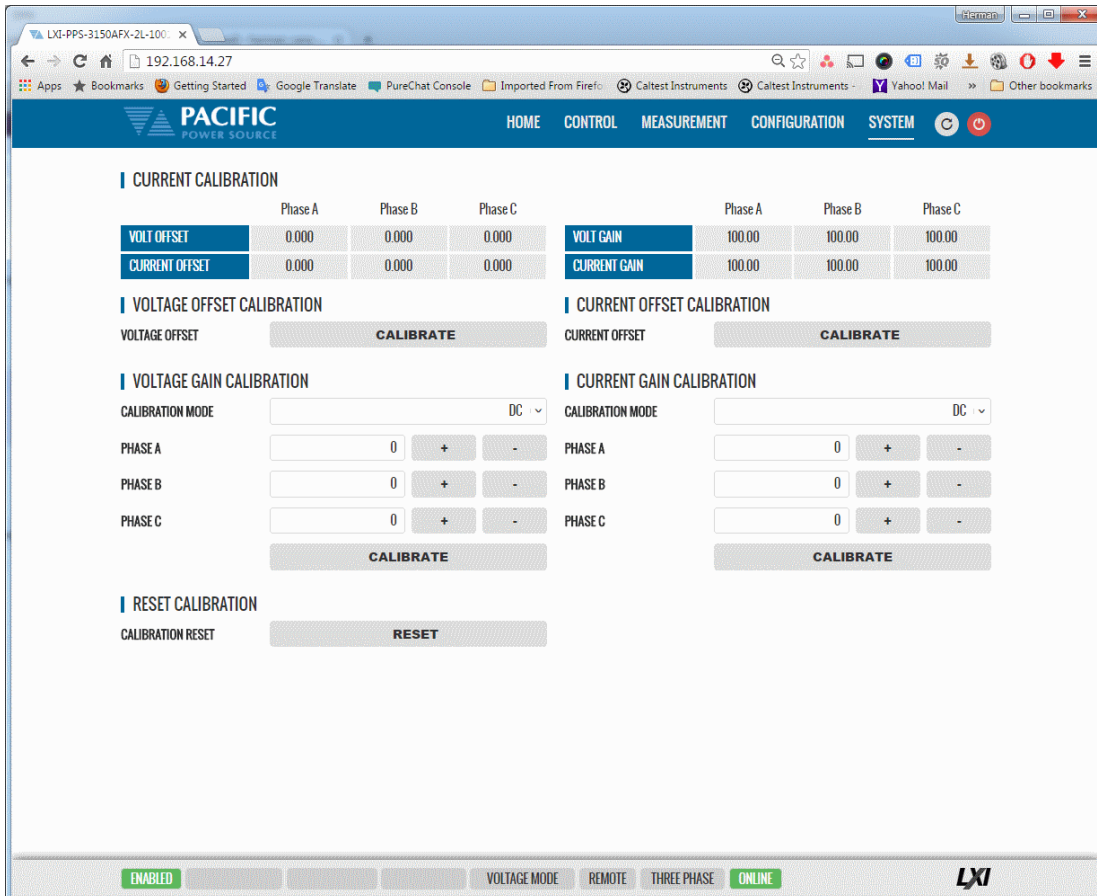 Herman
LXI-PPS-3150AFX-2L-100
192.168.14.27
Apps Bookmarks Getting Started Google Translate PureChat Console Imported From Firefo Caltest Instruments Caltest Instruments - Yahoo! Mail » Other bookmarks
PACIFIC
POWER SOURCE
HOME CONTROL MEASUREMENT CONFIGURATION SYSTEM
CURRENT CALIBRATION
Phase A Phase B Phase C Phase A Phase B Phase C
VOLT OFFSET 0.000 0.000 0.000 VOLT GAIN 100.00 100.00 100.00
CURRENT OFFSET 0.000 0.000 0.000 CURRENT GAIN 100.00 100.00 100.00
VOLTAGE OFFSET CALIBRATION CURRENT OFFSET CALIBRATION
VOLTAGE OFFSET CALIBRATE CURRENT OFFSET CALIBRATE
VOLTAGE GAIN CALIBRATION CURRENT GAIN CALIBRATION
CALIBRATION MODE DC CALIBRATION MODE DC
PHASE A 0 + - PHASE A 0 + -
PHASE B 0 + - PHASE B 0 + -
PHASE C 0 + - PHASE C 0 + -
CALIBRATE CALIBRATE
RESET CALIBRATION
CALIBRATION RESET RESET
ENABLED VOLTAGE MODE REMOTE THREE PHASE ONLINE LXI